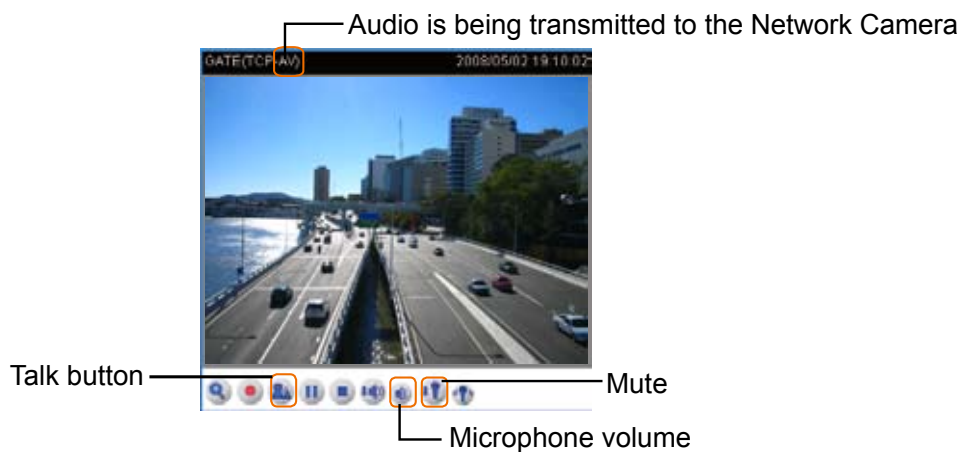 Audio is being transmitted to the Network Camera
GATE(TCP-AV) 2008/05/02 19:10:02
Talk button
Mute
Microphone volume